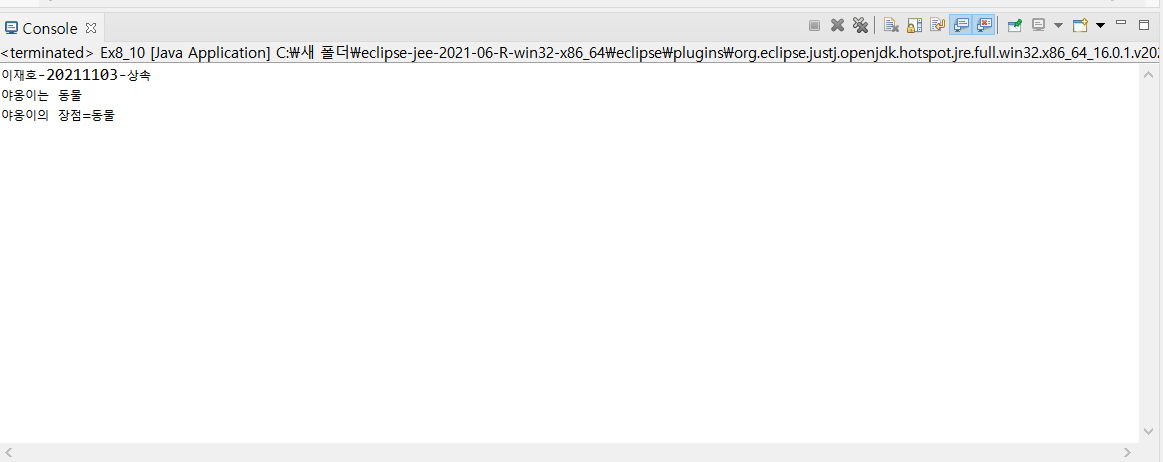 Console
<terminated> Ex8_10 [Java Application] C:₩새 폴더₩eclipse-jee-2021-06-R-win32-x86_64₩eclipse₩plugins₩org.eclipse.justj.openjdk.hotspot.jre.full.win32.x86_64_16.0.1.v202
이재호-20211103-상속
야옹이는 동물
야옹이의 장점=동물